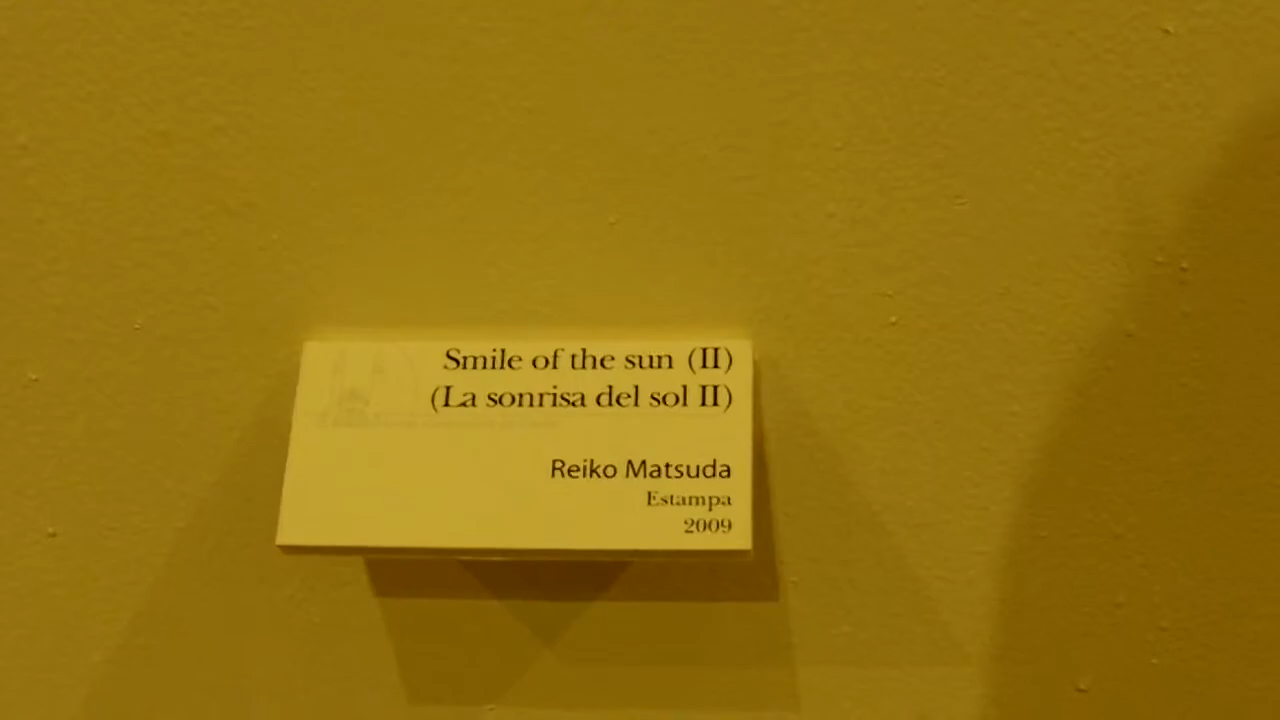 Smile of the sun (II)
(La sonrisa del sol II)
Reiko Matsuda
Estampa
2009